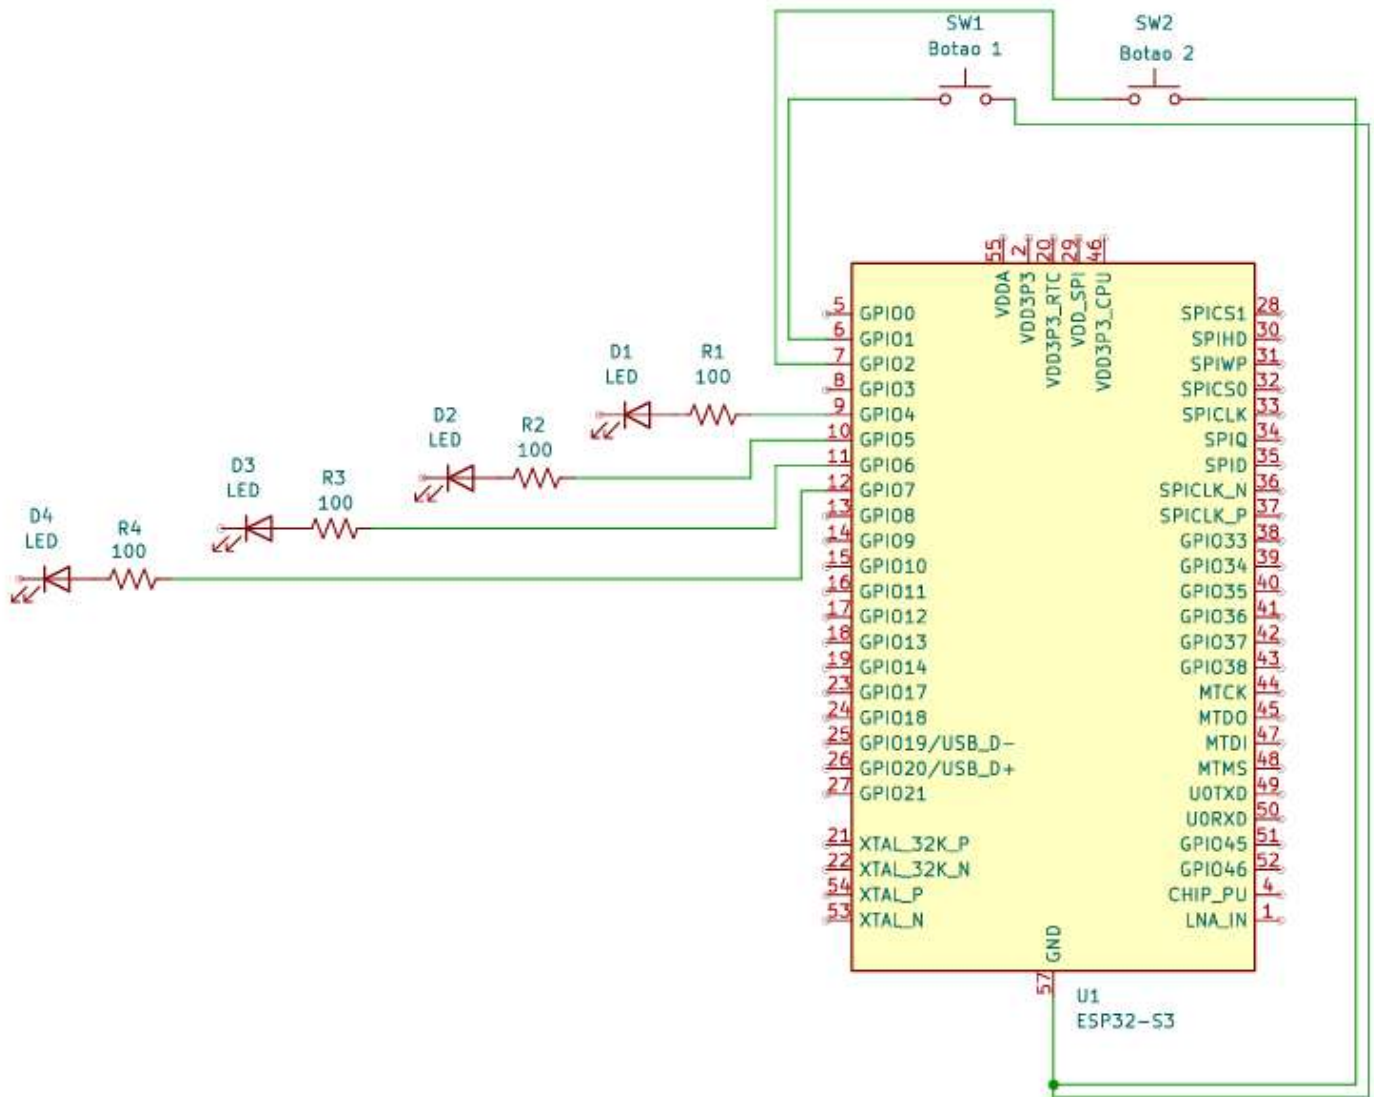 SW1
Botao 1
SW2
Botao 2
55
2
20
29
46
VDDA
VDD3P3
VDD3P3_RTC
VDD_SPI
VDD3P3_CPU
5 GPIO0
6 GPIO1
7 GPIO2
8 GPIO3
9 GPIO4
10 GPIO5
11 GPIO6
12 GPIO7
13 GPIO8
14 GPIO9
15 GPIO10
16 GPIO11
17 GPIO12
18 GPIO13
19 GPIO14
23 GPIO17
24 GPIO18
25 GPIO19/USB_D-
26 GPIO20/USB_D+
27 GPIO21
21 XTAL_32K_P
22 XTAL_32K_N
54 XTAL_P
53 XTAL_N
SPICS1 28
SPIHD 30
SPIWP 31
SPICS0 32
SPICLK 33
SPIQ 34
SPID 35
SPICLK_N 36
SPICLK_P 37
GPIO33 38
GPIO34 39
GPIO35 40
GPIO36 41
GPIO37 42
GPIO38 43
MTCK 44
MTDO 45
MTDI 47
MTMS 48
U0TXD 49
U0RXD 50
GPIO45 51
GPIO46 52
CHIP_PU 4
LNA_IN 1
D1
LED
R1
100
D2
LED
R2
100
D3
LED
R3
100
D4
LED
R4
100
GND
57
U1
ESP32-S3